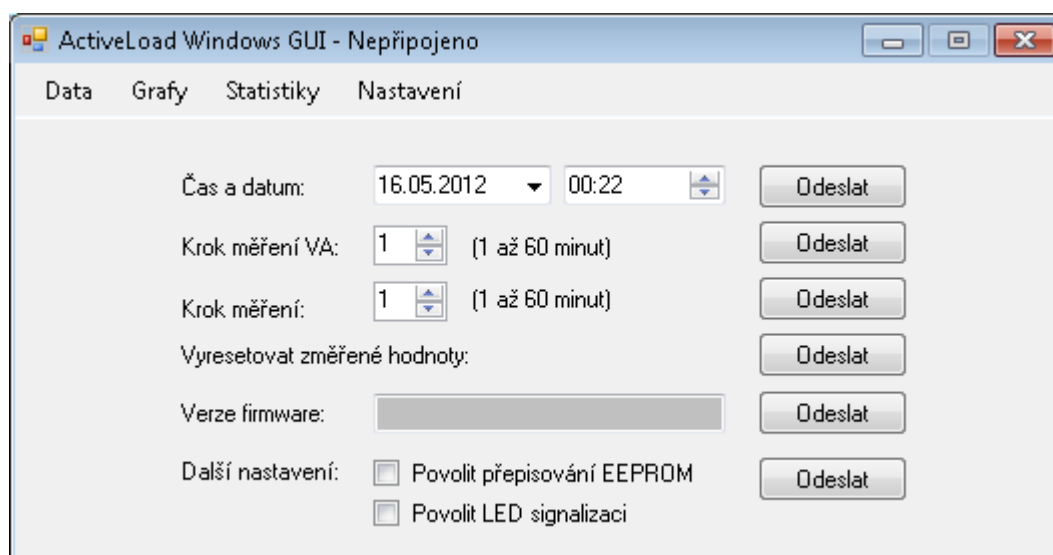 ActiveLoad Windows GUI - Nepřipojeno
Data Grafy Statistiky Nastavení
Čas a datum: 16.05.2012 00:22 Odeslat
Krok měření VA: 1 (1 až 60 minut) Odeslat
Krok měření: 1 (1 až 60 minut) Odeslat
Vyresetovat změřené hodnoty: Odeslat
Verze firmware: Odeslat
Další nastavení: Povolit přepisování EEPROM Odeslat
Povolit LED signalizaci